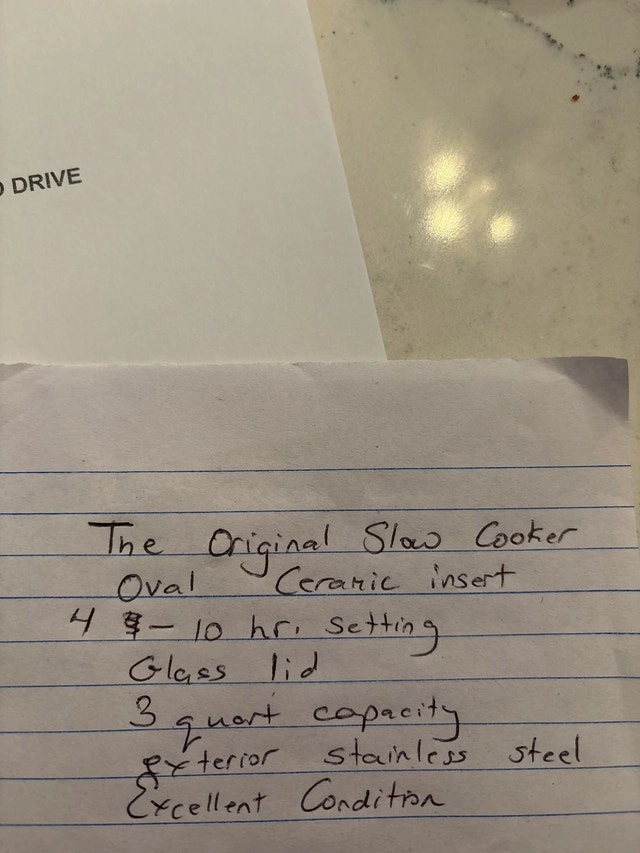 DRIVE
The Original Slow Cooker
Oval Ceramic insert
4 - 10 hr. setting
Glass lid
3 quart capacity
exterior stainless steel
Excellent Condition